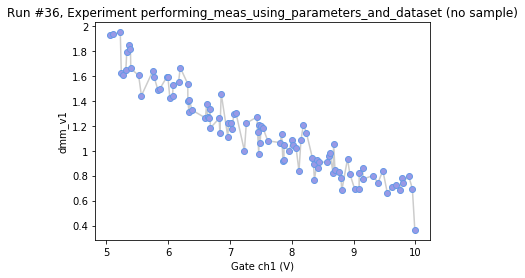 Run #36, Experiment performing_meas_using_parameters_and_dataset (no sample)
2
1.8
1.6
1.4
1.2
1
0.8
0.6
0.4
dmm_v1
5 6 7 8 9 10
Gate ch1 (V)